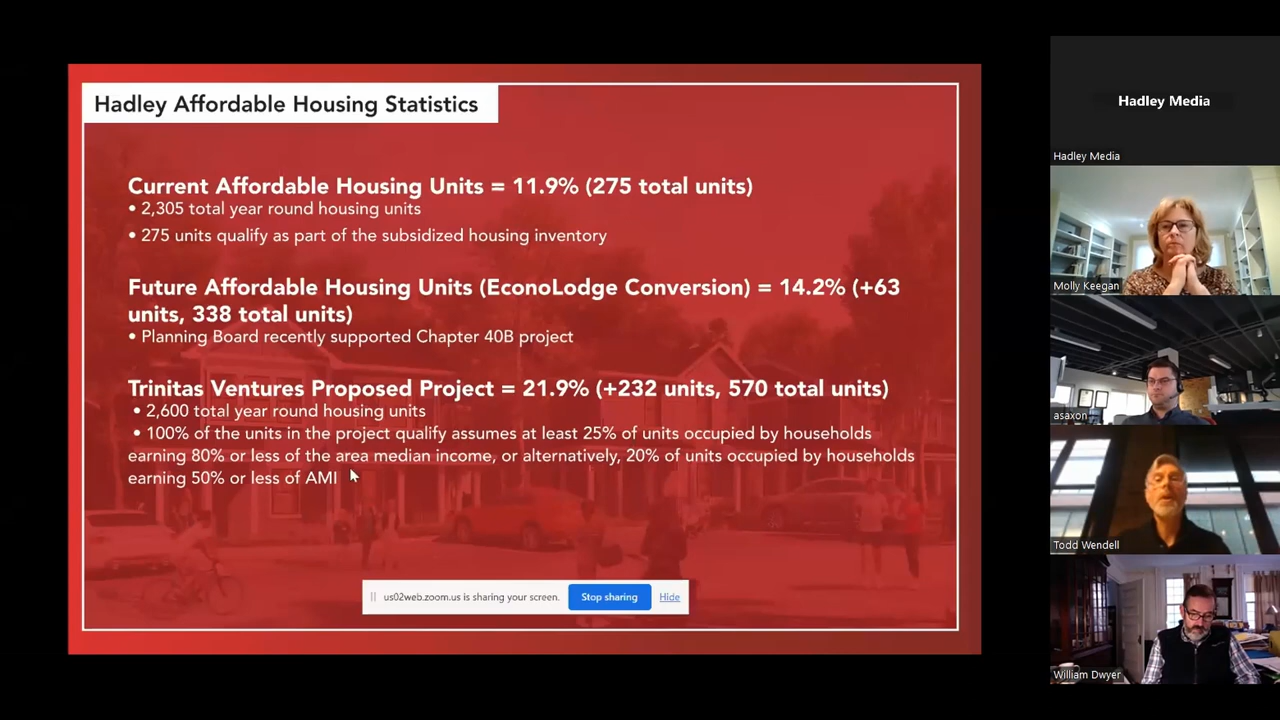 Hadley Affordable Housing Statistics
Current Affordable Housing Units = 11.9% (275 total units)
• 2,305 total year round housing units
• 275 units qualify as part of the subsidized housing inventory
Future Affordable Housing Units (EconoLodge Conversion) = 14.2% (+63
units, 338 total units)
• Planning Board recently supported Chapter 40B project
Trinitas Ventures Proposed Project = 21.9% (+232 units, 570 total units)
• 2,600 total year round housing units
• 100% of the units in the project qualify assumes at least 25% of units occupied by households
earning 80% or less of the area median income, or alternatively, 20% of units occupied by households
earning 50% or less of AMI
us02web.zoom.us is sharing your screen.
Stop sharing
Hide
Hadley Media
Hadley Media
Molly Keegan
asaxon
Todd Wendell
William Dwyer